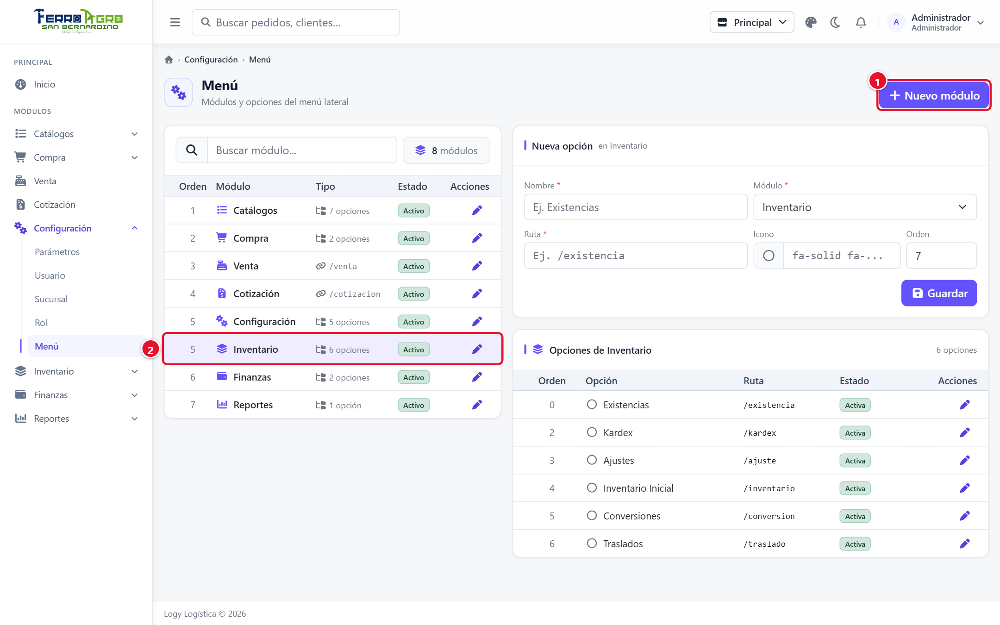 FERRO AGRO
SAN BERNARDINO
Buscar pedidos, clientes...
Principal
A
Administrador
Administrador
PRINCIPAL
Inicio
MÓDULOS
Catálogos
Compra
Venta
Cotización
Configuración
Parámetros
Usuario
Sucursal
Rol
Menú
Inventario
Finanzas
Reportes
› Configuración › Menú
Menú
Módulos y opciones del menú lateral
1
+ Nuevo módulo
Buscar módulo...
8 módulos
Orden Módulo Tipo Estado Acciones
1 Catálogos 7 opciones Activo
2 Compra 2 opciones Activo
3 Venta /venta Activo
4 Cotización /cotizacion Activo
5 Configuración 5 opciones Activo
2
5 Inventario 6 opciones Activo
6 Finanzas 2 opciones Activo
7 Reportes 1 opción Activo
Nueva opción en Inventario
Nombre * Módulo *
Ej. Existencias Inventario
Ruta * Icono Orden
Ej. /existencia fa-solid fa-... 7
Guardar
Opciones de Inventario 6 opciones
Orden Opción Ruta Estado Acciones
0 Existencias /existencia Activa
2 Kardex /kardex Activa
3 Ajustes /ajuste Activa
4 Inventario Inicial /inventario Activa
5 Conversiones /conversion Activa
6 Traslados /traslado Activa
Logy Logística © 2026